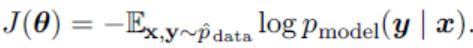 J(θ) = −𝔼_{x,y∼p̂_data} log p_model(y | x).